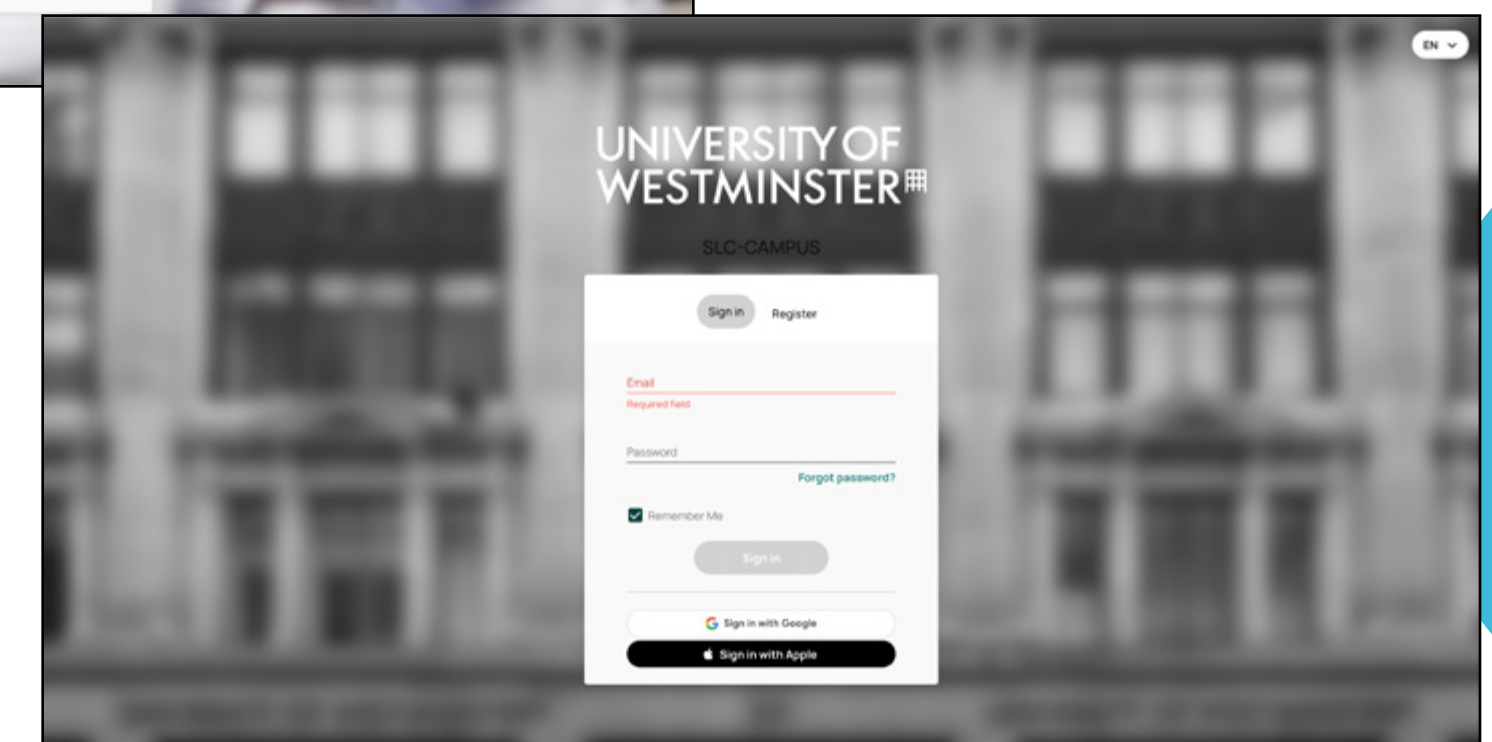 EN
UNIVERSITY OF
WESTMINSTER
SLC-CAMPUS
Sign in Register
Email
Required field
Password
Forgot password?
Remember Me
Sign in
Sign in with Google
Sign in with Apple